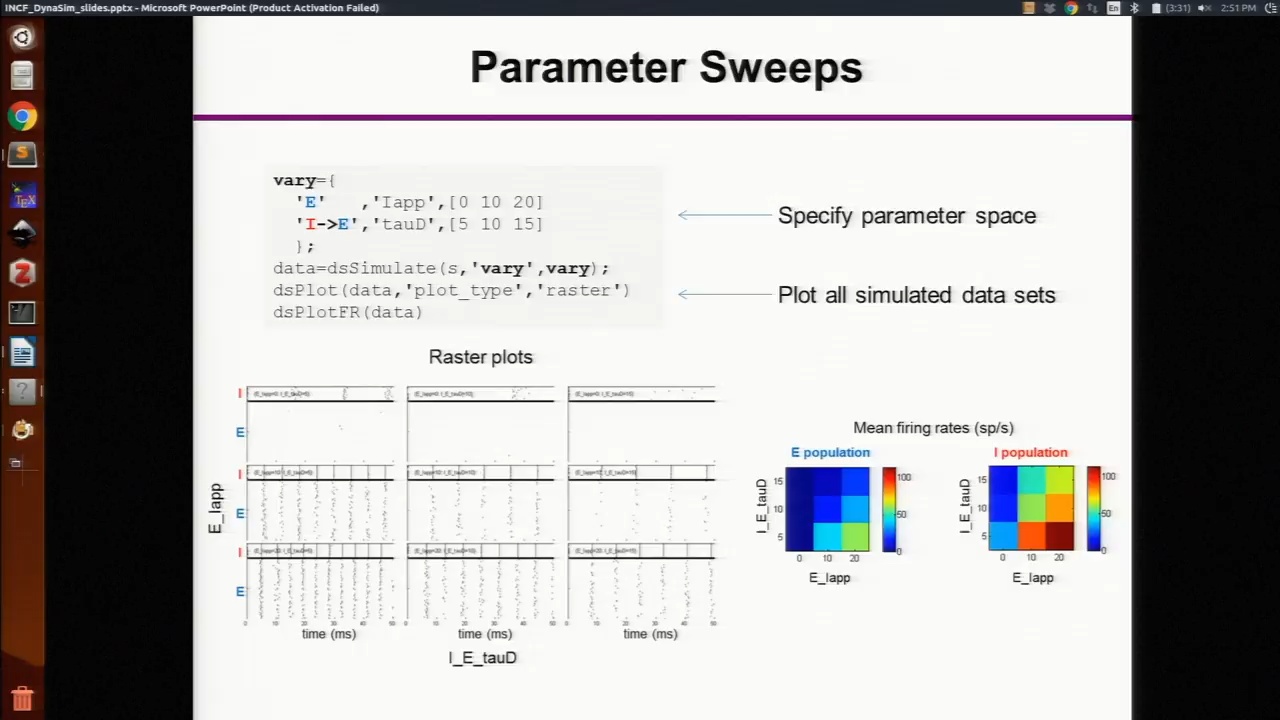 INCF_DynaSim_slides.pptx - Microsoft PowerPoint (Product Activation Failed)
En
(3:31)
2:51 PM
Parameter Sweeps
vary={
'E' ,'Iapp',[0 10 20]
'I->E','tauD',[5 10 15]
};
data=dsSimulate(s,'vary',vary);
dsPlot(data,'plot_type','raster')
dsPlotFR(data)
Specify parameter space
Plot all simulated data sets
Raster plots
I
E
I
E
I
E
E_Iapp
time (ms)
time (ms)
time (ms)
I_E_tauD
Mean firing rates (sp/s)
E population
I population
I_E_tauD
15
10
5
0 10 20
E_Iapp
100
50
0
I_E_tauD
15
10
5
0 10 20
E_Iapp
100
50
0